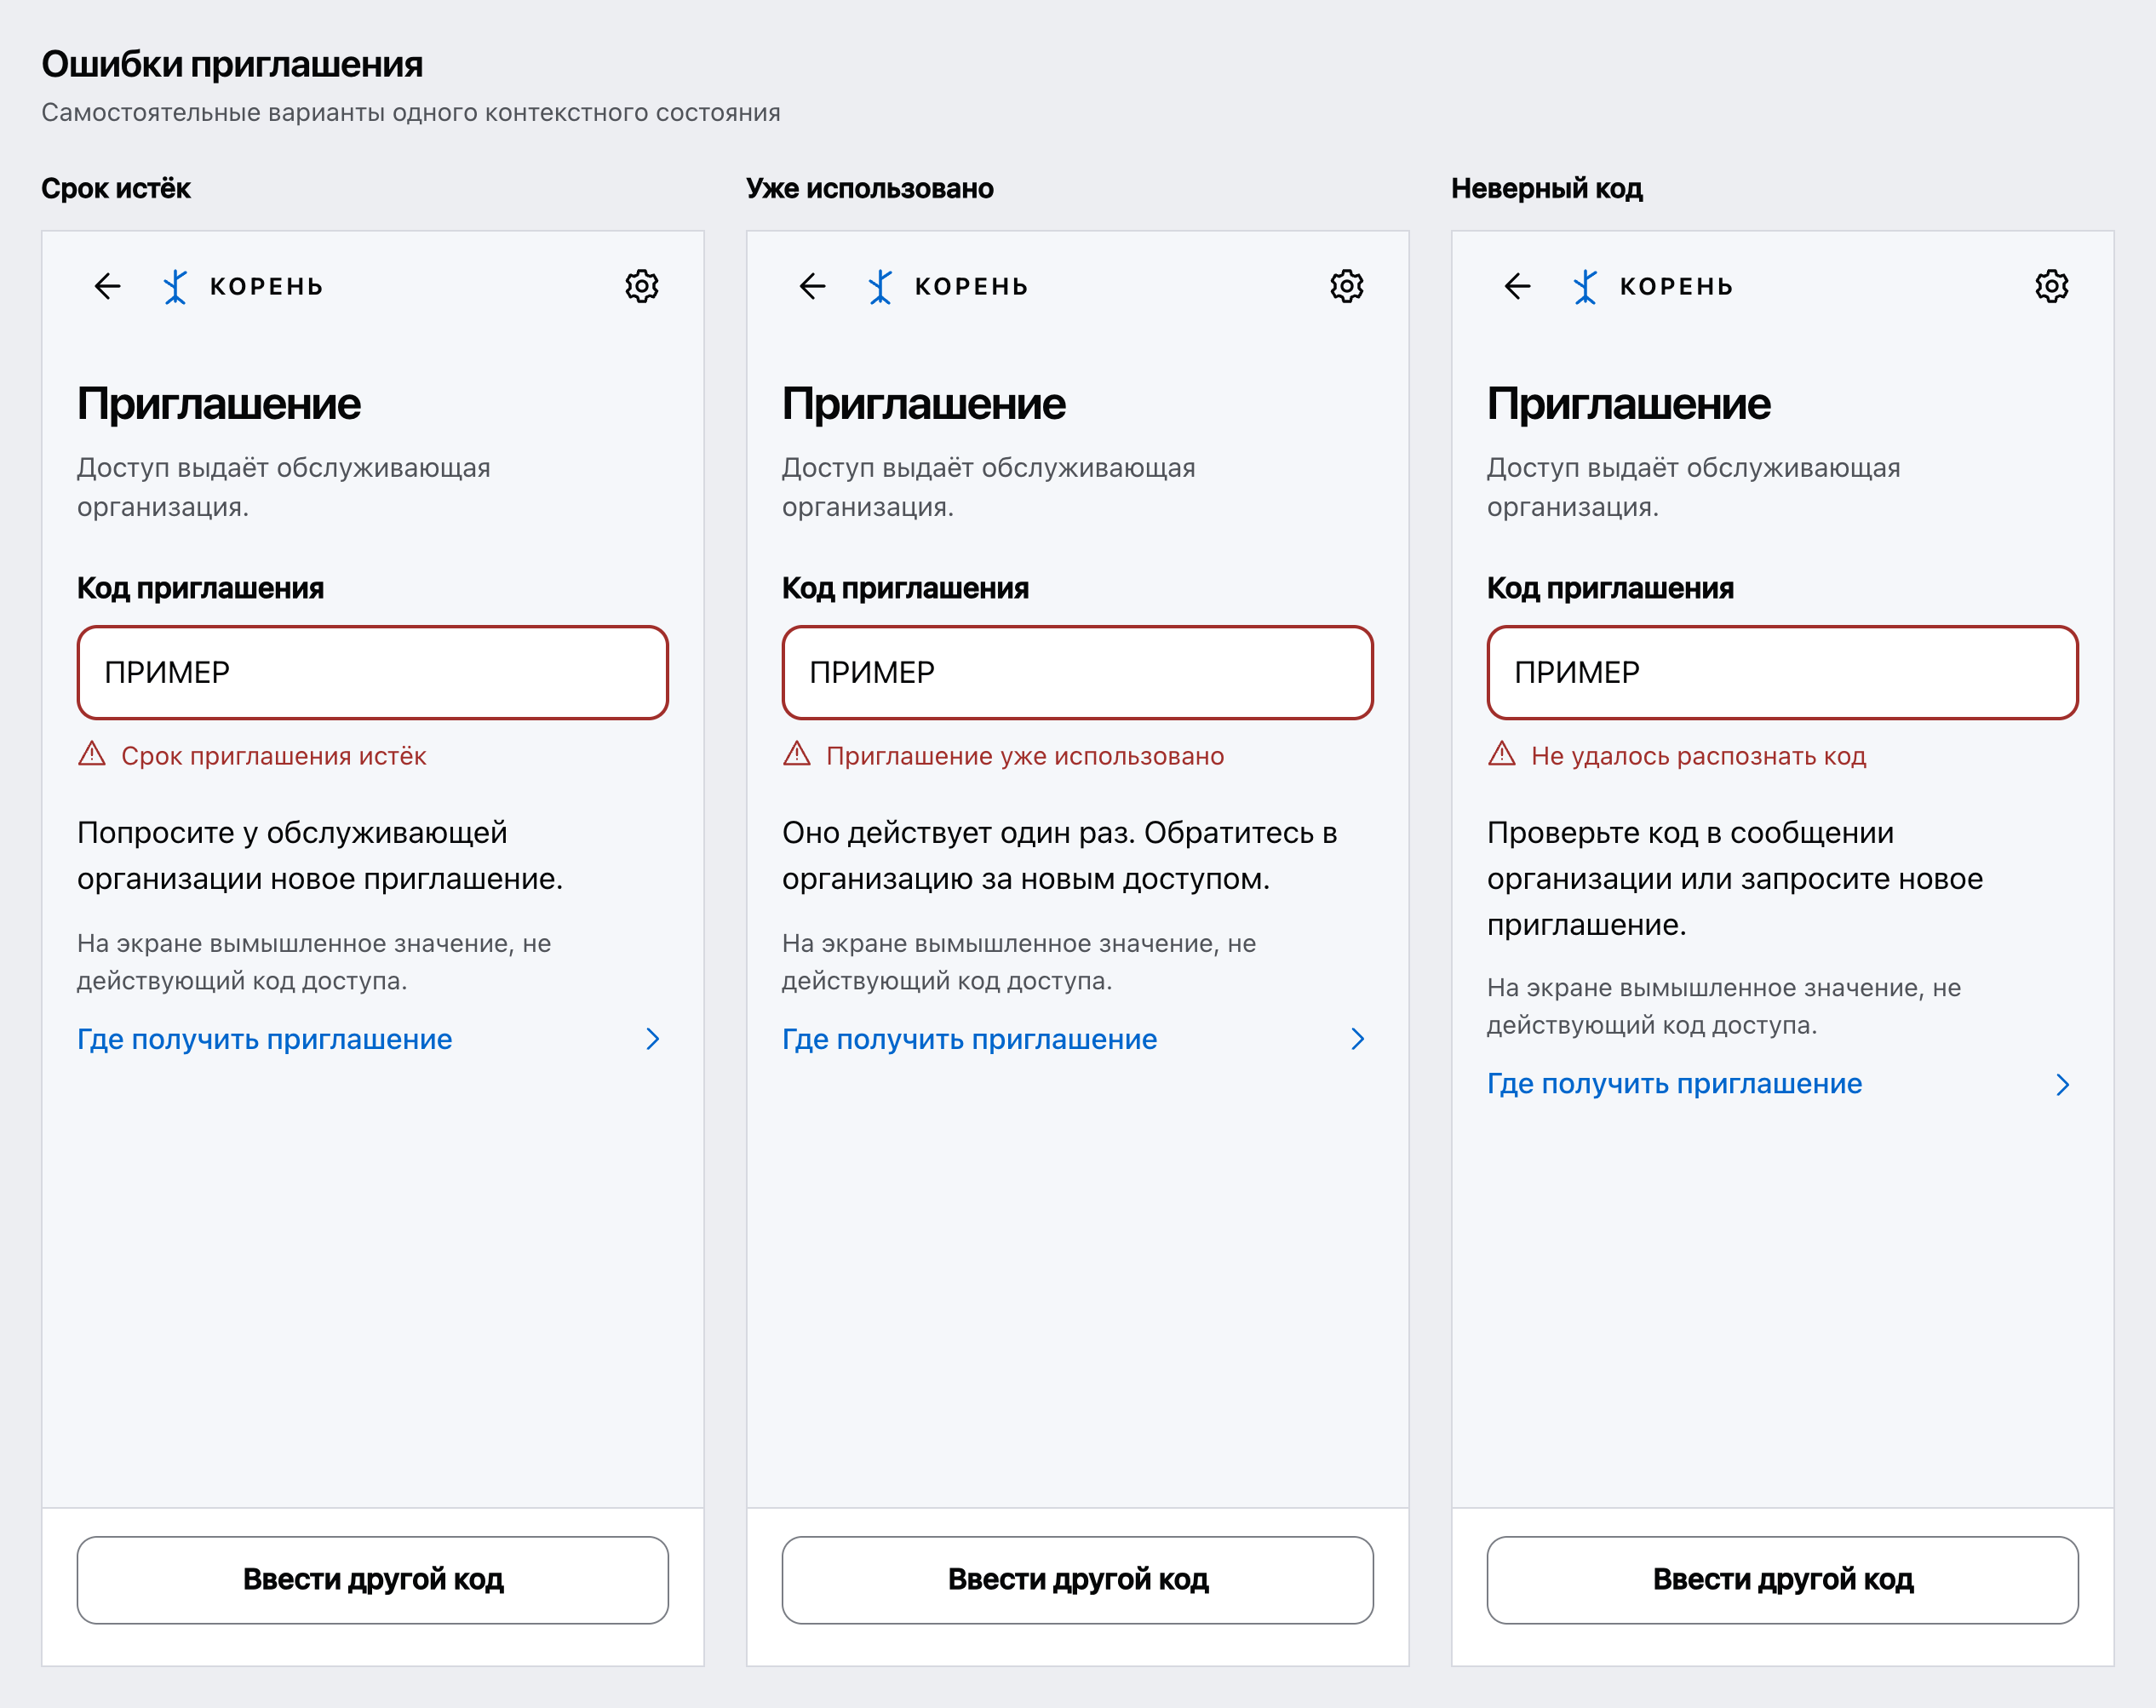 Ошибки приглашения
Самостоятельные варианты одного контекстного состояния
Срок истёк
КОРЕНЬ
Приглашение
Доступ выдаёт обслуживающая
организация.
Код приглашения
ПРИМЕР
Срок приглашения истёк
Попросите у обслуживающей
организации новое приглашение.
На экране вымышленное значение, не
действующий код доступа.
Где получить приглашение
Ввести другой код
Уже использовано
КОРЕНЬ
Приглашение
Доступ выдаёт обслуживающая
организация.
Код приглашения
ПРИМЕР
Приглашение уже использовано
Оно действует один раз. Обратитесь в
организацию за новым доступом.
На экране вымышленное значение, не
действующий код доступа.
Где получить приглашение
Ввести другой код
Неверный код
КОРЕНЬ
Приглашение
Доступ выдаёт обслуживающая
организация.
Код приглашения
ПРИМЕР
Не удалось распознать код
Проверьте код в сообщении
организации или запросите новое
приглашение.
На экране вымышленное значение, не
действующий код доступа.
Где получить приглашение
Ввести другой код